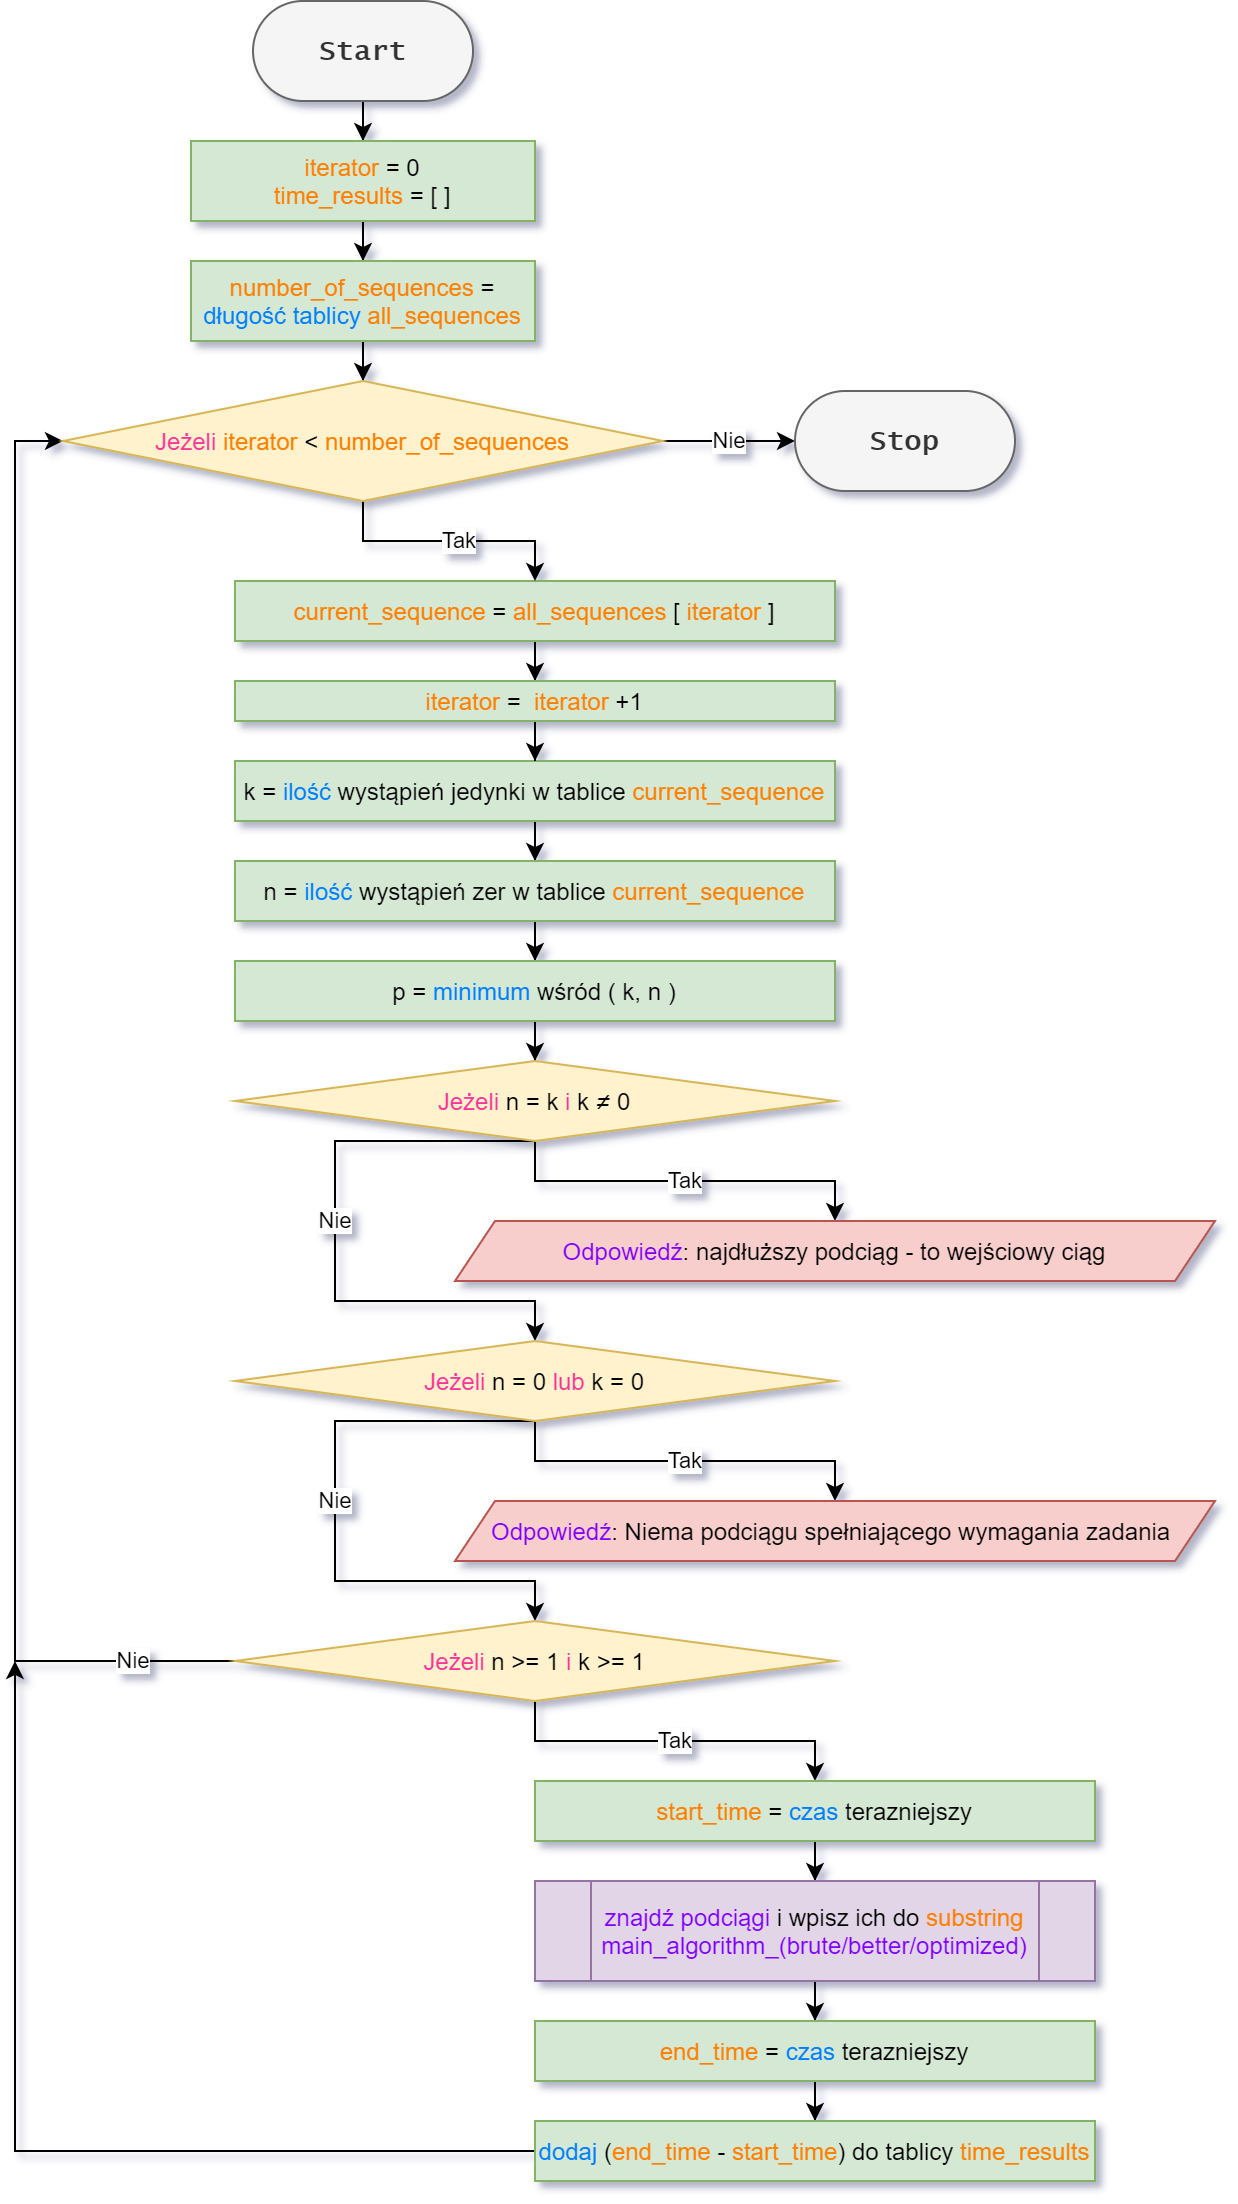 Start
iterator = 0
time_results = [ ]
number_of_sequences =
długość tablicy all_sequences
Jeżeli iterator < number_of_sequences
Nie
Stop
Tak
current_sequence = all_sequences [ iterator ]
iterator = iterator +1
k = ilość wystąpień jedynki w tablice current_sequence
n = ilość wystąpień zer w tablice current_sequence
p = minimum wśród ( k, n )
Jeżeli n = k i k ≠ 0
Tak
Nie
Odpowiedź: najdłuższy podciąg - to wejściowy ciąg
Jeżeli n = 0 lub k = 0
Tak
Nie
Odpowiedź: Niema podciągu spełniającego wymagania zadania
Nie
Jeżeli n >= 1 i k >= 1
Tak
start_time = czas terazniejszy
znajdź podciągi i wpisz ich do substring
main_algorithm_(brute/better/optimized)
end_time = czas terazniejszy
dodaj (end_time - start_time) do tablicy time_results